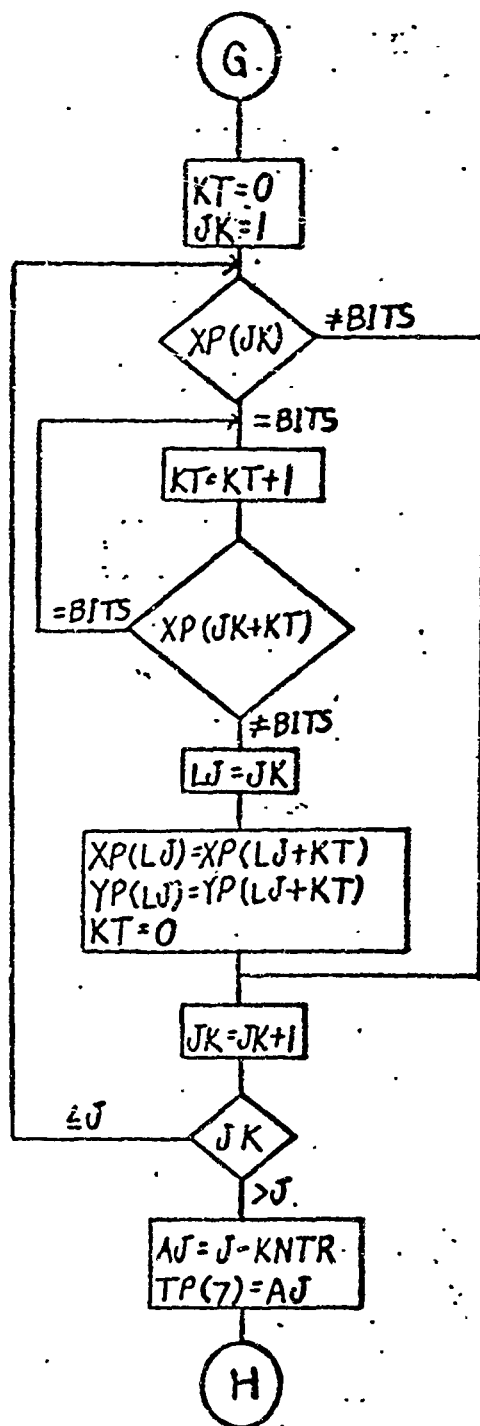 G
KT=0
JK=1
XP(JK)
≠BITS
=BITS
KT=KT+1
=BITS
XP(JK+KT)
≠BITS
LJ=JK
XP(LJ)=XP(LJ+KT)
YP(LJ)=YP(LJ+KT)
KT=0
JK=JK+1
≤J
JK
>J
AJ=J-KNTR
TP(7)=AJ
H